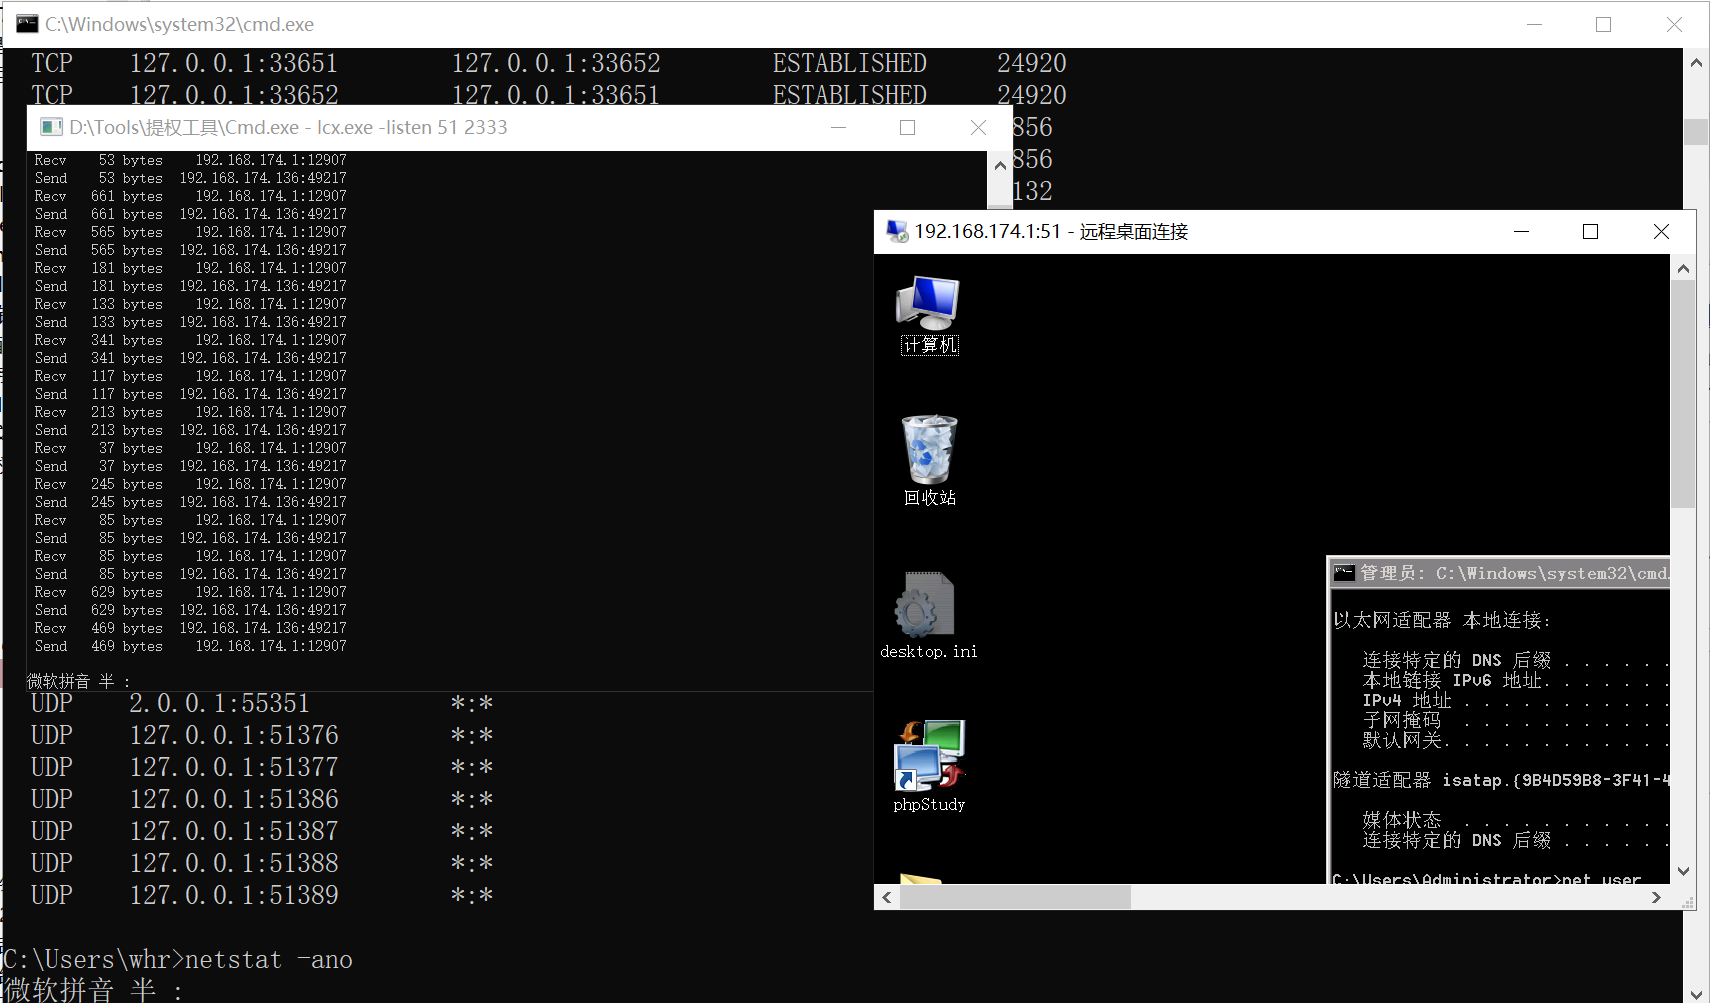 C:\Windows\system32\cmd.exe
TCP 127.0.0.1:33651 127.0.0.1:33652 ESTABLISHED 24920
TCP 127.0.0.1:33652 127.0.0.1:33651 ESTABLISHED 24920
D:\Tools\提权工具\Cmd.exe - lcx.exe -listen 51 2333
856
856
132
Recv 53 bytes 192.168.174.1:12907
Send 53 bytes 192.168.174.136:49217
Recv 661 bytes 192.168.174.1:12907
Send 661 bytes 192.168.174.136:49217
Recv 565 bytes 192.168.174.1:12907
Send 565 bytes 192.168.174.136:49217
Recv 181 bytes 192.168.174.1:12907
Send 181 bytes 192.168.174.136:49217
Recv 133 bytes 192.168.174.1:12907
Send 133 bytes 192.168.174.136:49217
Recv 341 bytes 192.168.174.1:12907
Send 341 bytes 192.168.174.136:49217
Recv 117 bytes 192.168.174.1:12907
Send 117 bytes 192.168.174.136:49217
Recv 213 bytes 192.168.174.1:12907
Send 213 bytes 192.168.174.136:49217
Recv 37 bytes 192.168.174.1:12907
Send 37 bytes 192.168.174.136:49217
Recv 245 bytes 192.168.174.1:12907
Send 245 bytes 192.168.174.136:49217
Recv 85 bytes 192.168.174.1:12907
Send 85 bytes 192.168.174.136:49217
Recv 85 bytes 192.168.174.1:12907
Send 85 bytes 192.168.174.136:49217
Recv 629 bytes 192.168.174.1:12907
Send 629 bytes 192.168.174.136:49217
Recv 469 bytes 192.168.174.136:49217
Send 469 bytes 192.168.174.1:12907
微软拼音 半 :
192.168.174.1:51 - 远程桌面连接
计算机
回收站
desktop.ini
phpStudy
管理员: C:\Windows\system32\cmd.
以太网适配器 本地连接:
连接特定的 DNS 后缀 . . . . . .
本地链接 IPv6 地址. . . . . . .
IPv4 地址 . . . . . . . . . . .
子网掩码 . . . . . . . . . . .
默认网关. . . . . . . . . . . .
隧道适配器 isatap.{9B4D59B8-3F41-4
媒体状态 . . . . . . . . . . .
连接特定的 DNS 后缀 . . . . . .
C:\Users\Administrator>net user
UDP 2.0.0.1:55351 *:*
UDP 127.0.0.1:51376 *:*
UDP 127.0.0.1:51377 *:*
UDP 127.0.0.1:51386 *:*
UDP 127.0.0.1:51387 *:*
UDP 127.0.0.1:51388 *:*
UDP 127.0.0.1:51389 *:*
C:\Users\whr>netstat -ano
微软拼音 半 :